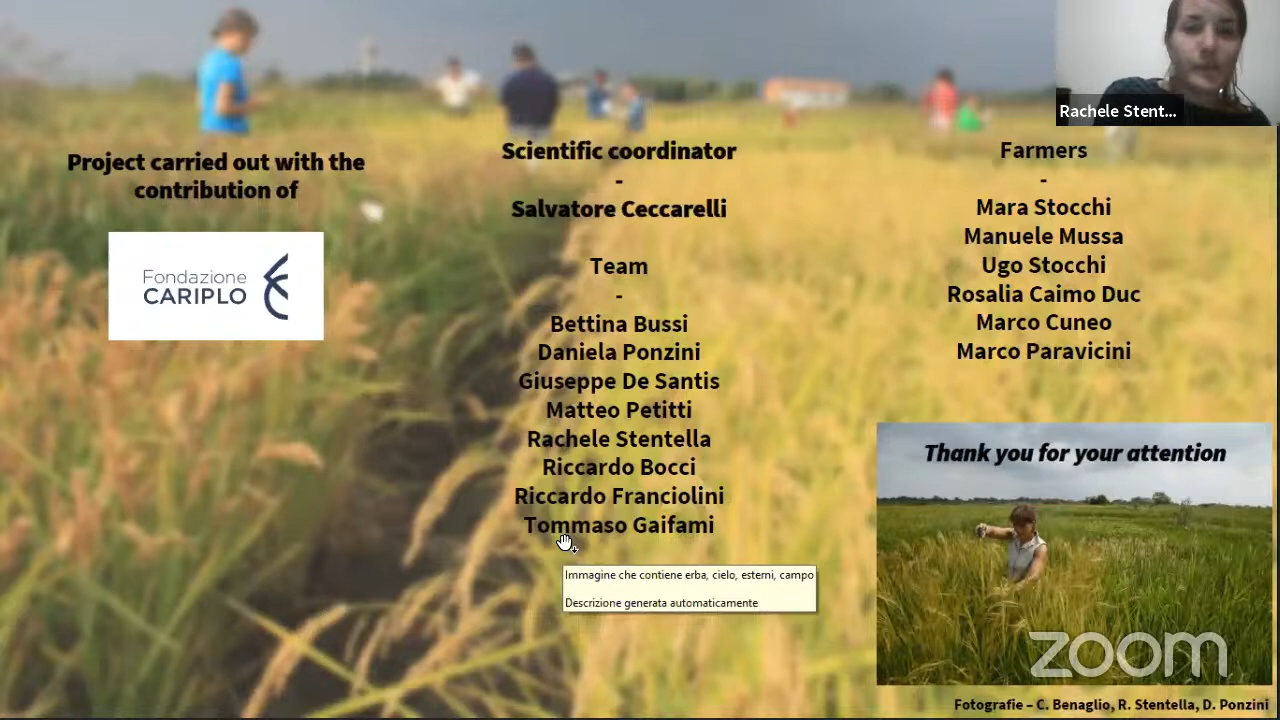 Rachele Stent...
Project carried out with the
contribution of
Fondazione
CARIPLO
Scientific coordinator
-
Salvatore Ceccarelli
Team
-
Bettina Bussi
Daniela Ponzini
Giuseppe De Santis
Matteo Petitti
Rachele Stentella
Riccardo Bocci
Riccardo Franciolini
Tommaso Gaifami
Immagine che contiene erba, cielo, esterni, campo
Descrizione generata automaticamente
Farmers
-
Mara Stocchi
Manuele Mussa
Ugo Stocchi
Rosalia Caimo Duc
Marco Cuneo
Marco Paravicini
Thank you for your attention
zoom
Fotografie – C. Benaglio, R. Stentella, D. Ponzini